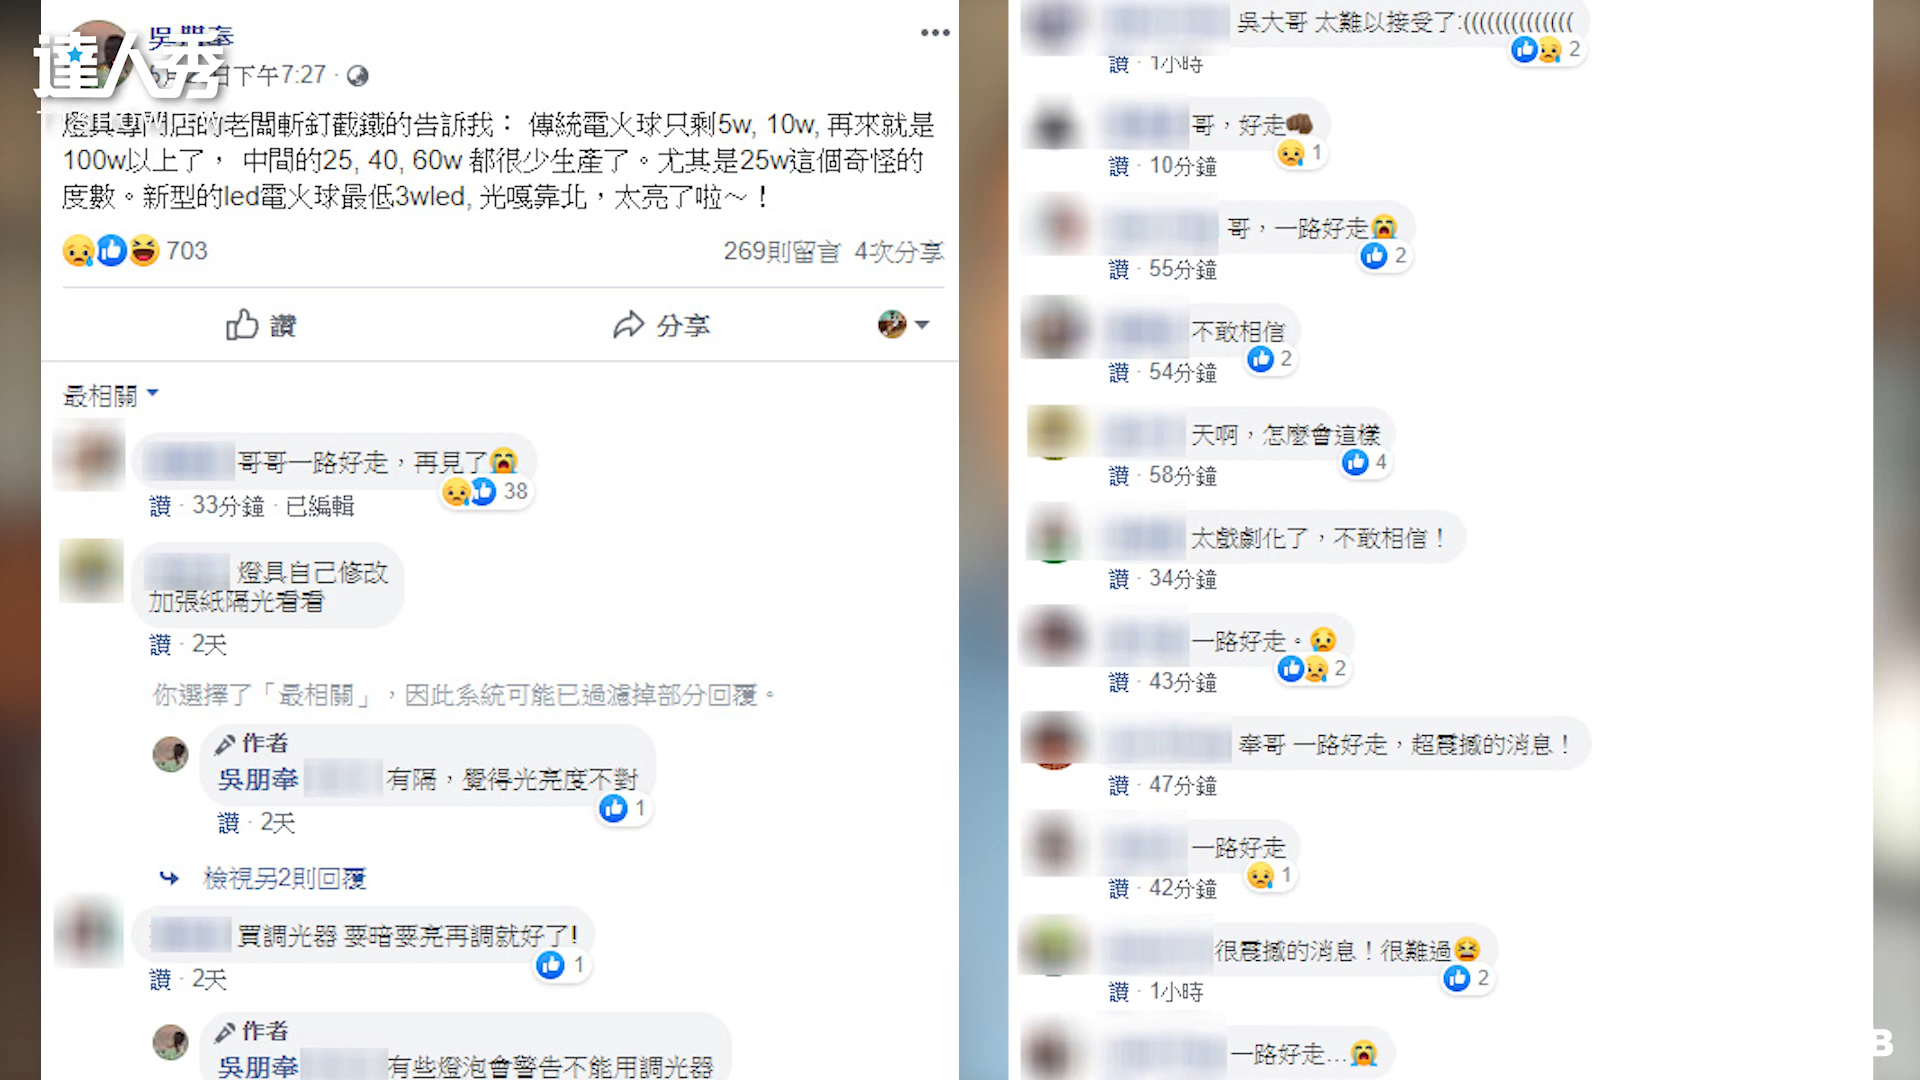 吳朋奉
達人秀
日下午7:27
燈具專門店的老闆斬釘截鐵的告訴我： 傳統電火球只剩5w, 10w, 再來就是
100w以上了， 中間的25, 40, 60w 都很少生產了。尤其是25w這個奇怪的
度數。新型的led電火球最低3wled, 光嘎靠北，太亮了啦～！
703
269則留言 4次分享
讚
分享
最相關
哥哥一路好走，再見了
38
讚 · 33分鐘 · 已編輯
燈具自己修改
加張紙隔光看看
讚 · 2天
你選擇了「最相關」，因此系統可能已過濾掉部分回覆。
作者
吳朋奉 有隔，覺得光亮度不對
1
讚 · 2天
檢視另2則回覆
買調光器 要暗要亮再調就好了!
1
讚 · 2天
作者
吳朋奉 有些燈泡會警告不能用調光器
吳大哥 太難以接受了:((((((((((((((
2
讚 · 1小時
哥，好走
1
讚 · 10分鐘
哥，一路好走
2
讚 · 55分鐘
不敢相信
2
讚 · 54分鐘
天啊，怎麼會這樣
4
讚 · 58分鐘
太戲劇化了，不敢相信！
讚 · 34分鐘
一路好走。
2
讚 · 43分鐘
奉哥 一路好走，超震撼的消息！
讚 · 47分鐘
一路好走
1
讚 · 42分鐘
很震撼的消息！很難過
2
讚 · 1小時
一路好走...
B